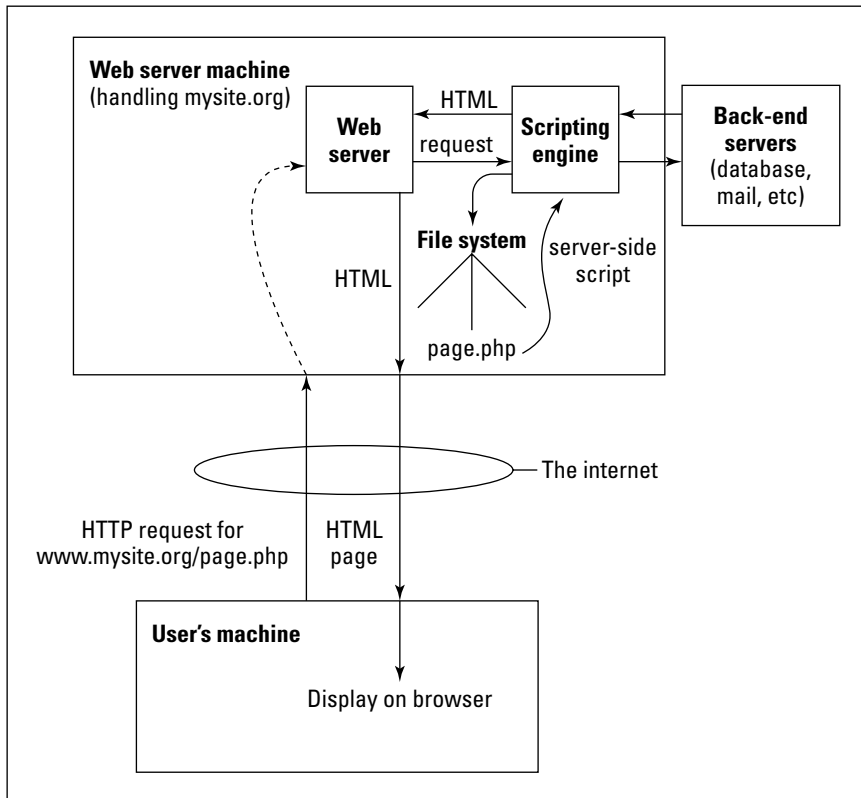 Web server machine
(handling mysite.org)
HTML
Web
server
request
Scripting
engine
Back-end
servers
(database,
mail, etc)
File system
server-side
script
HTML
page.php
The internet
HTTP request for
www.mysite.org/page.php
HTML
page
User's machine
Display on browser